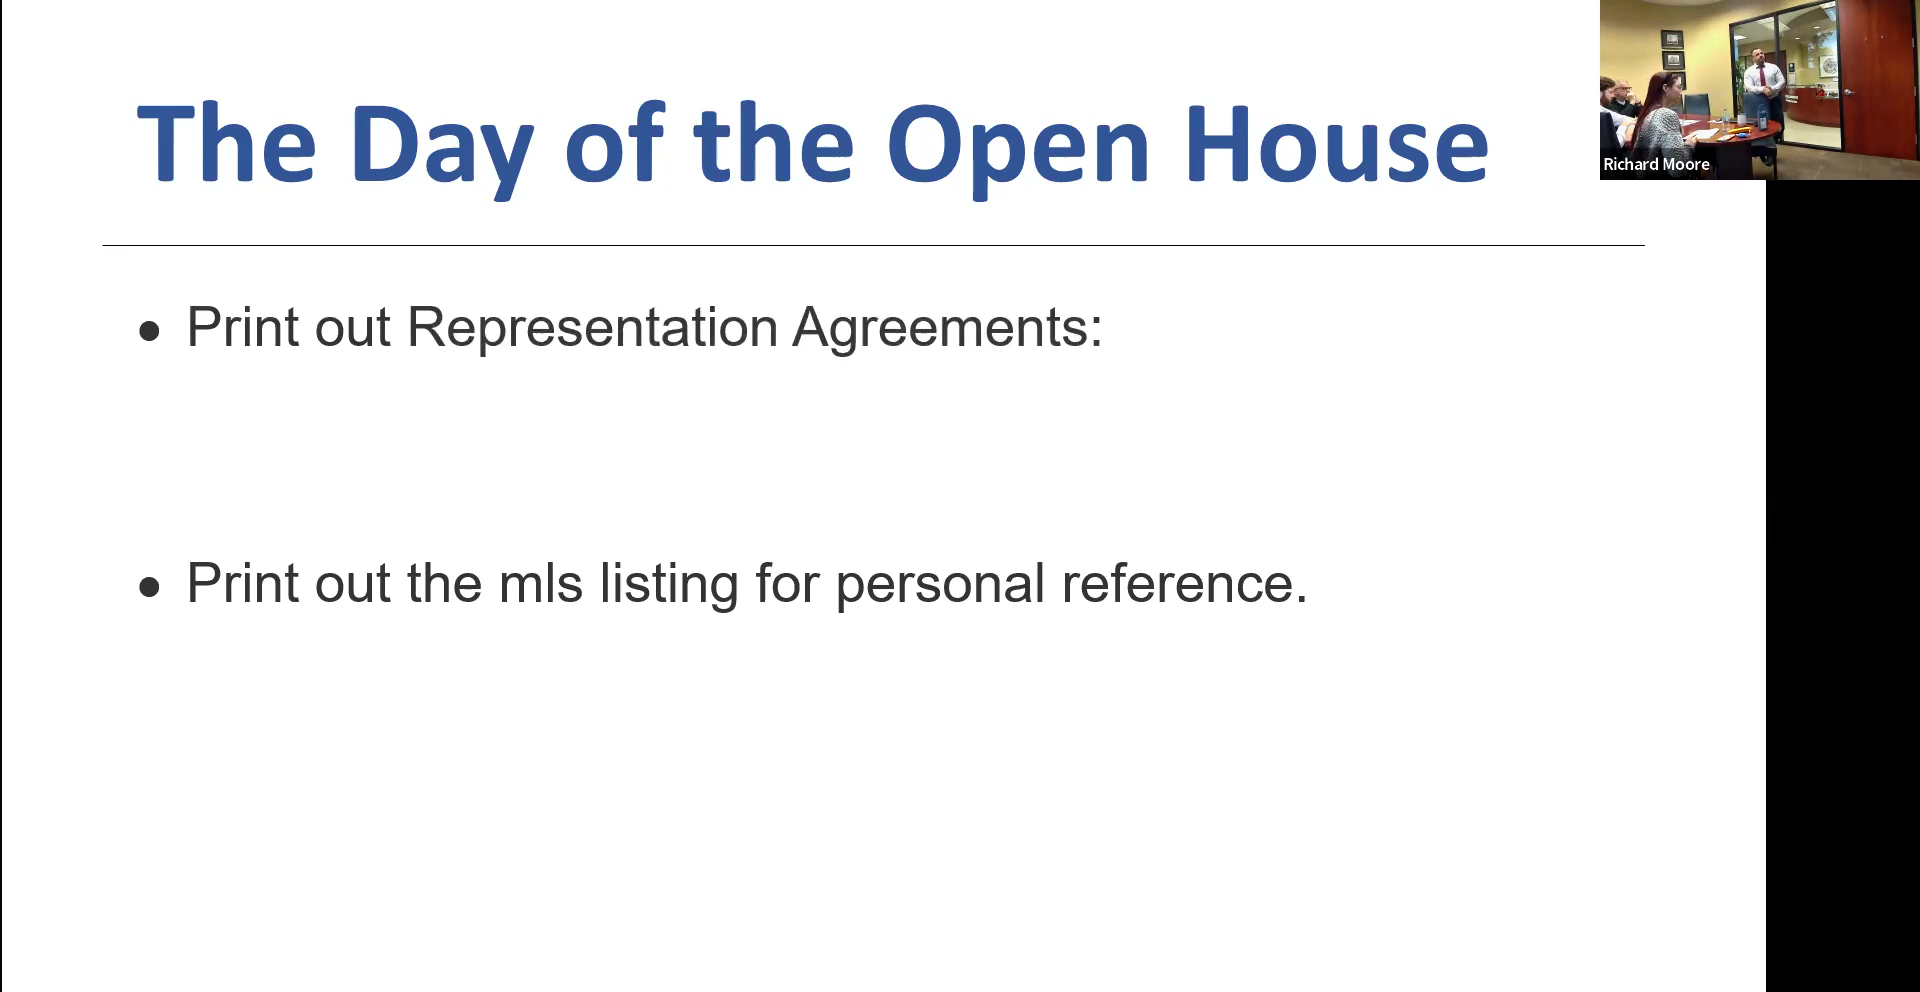 The Day of the Open House
Richard Moore
• Print out Representation Agreements:
• Print out the mls listing for personal reference.